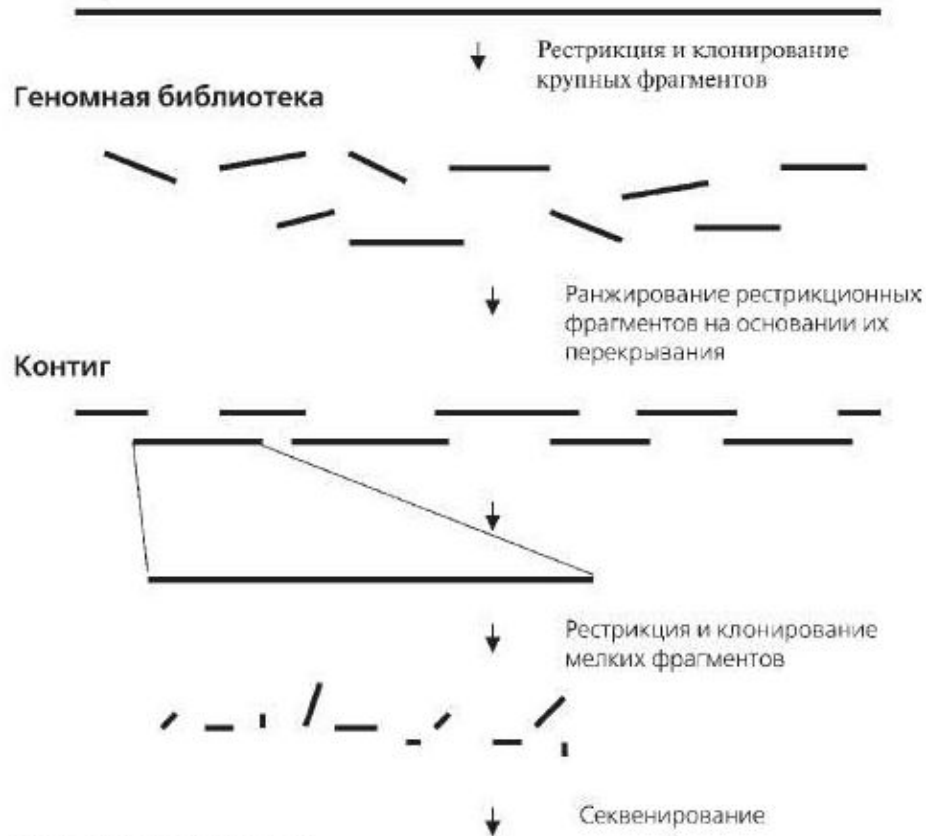 Рестрикция и клонирование
крупных фрагментов
Геномная библиотека
Ранжирование рестрикционных
фрагментов на основании их
перекрывания
Контиг
Рестрикция и клонирование
мелких фрагментов
Секвенирование